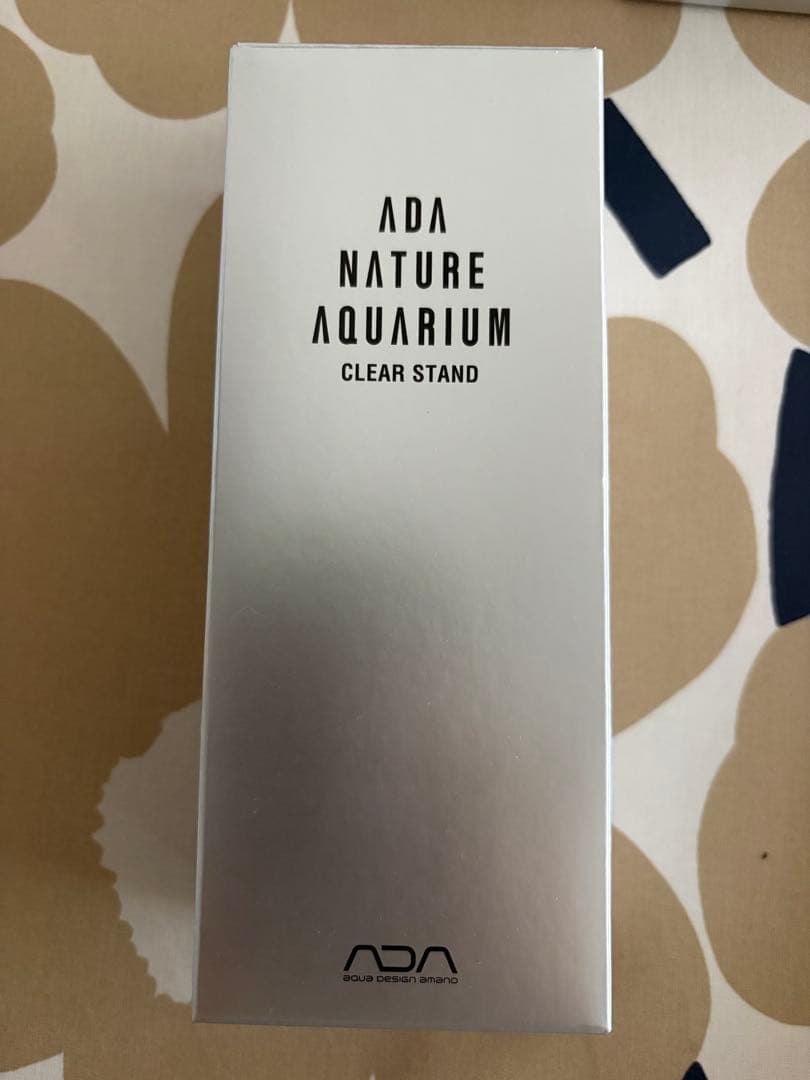 ADA
NATURE
AQUARIUM
CLEAR STAND
ADA
aqua design amano